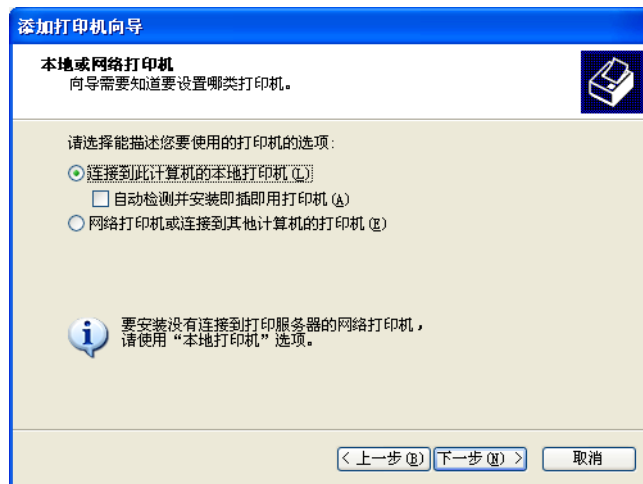 添加打印机向导
本地或网络打印机
向导需要知道要设置哪类打印机。
请选择能描述您要使用的打印机的选项:
连接到此计算机的本地打印机(L)
自动检测并安装即插即用打印机(A)
网络打印机或连接到其他计算机的打印机(E)
要安装没有连接到打印服务器的网络打印机，
请使用“本地打印机”选项。
< 上一步(B) 下一步(N) > 取消